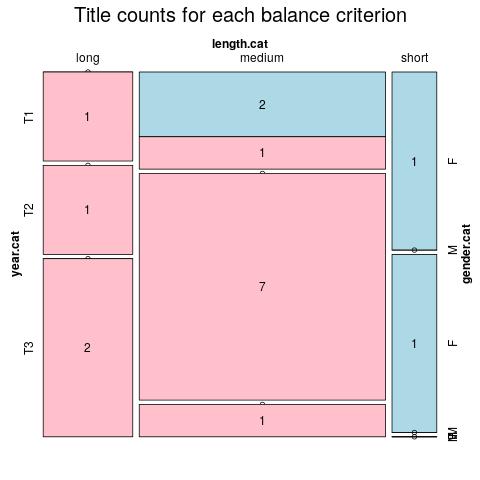 Title counts for each balance criterion
length.cat
long medium short
T1 1 2 1 F
1
M
T2 1
7
year.cat gender.cat
T3 2 1 F
1
M